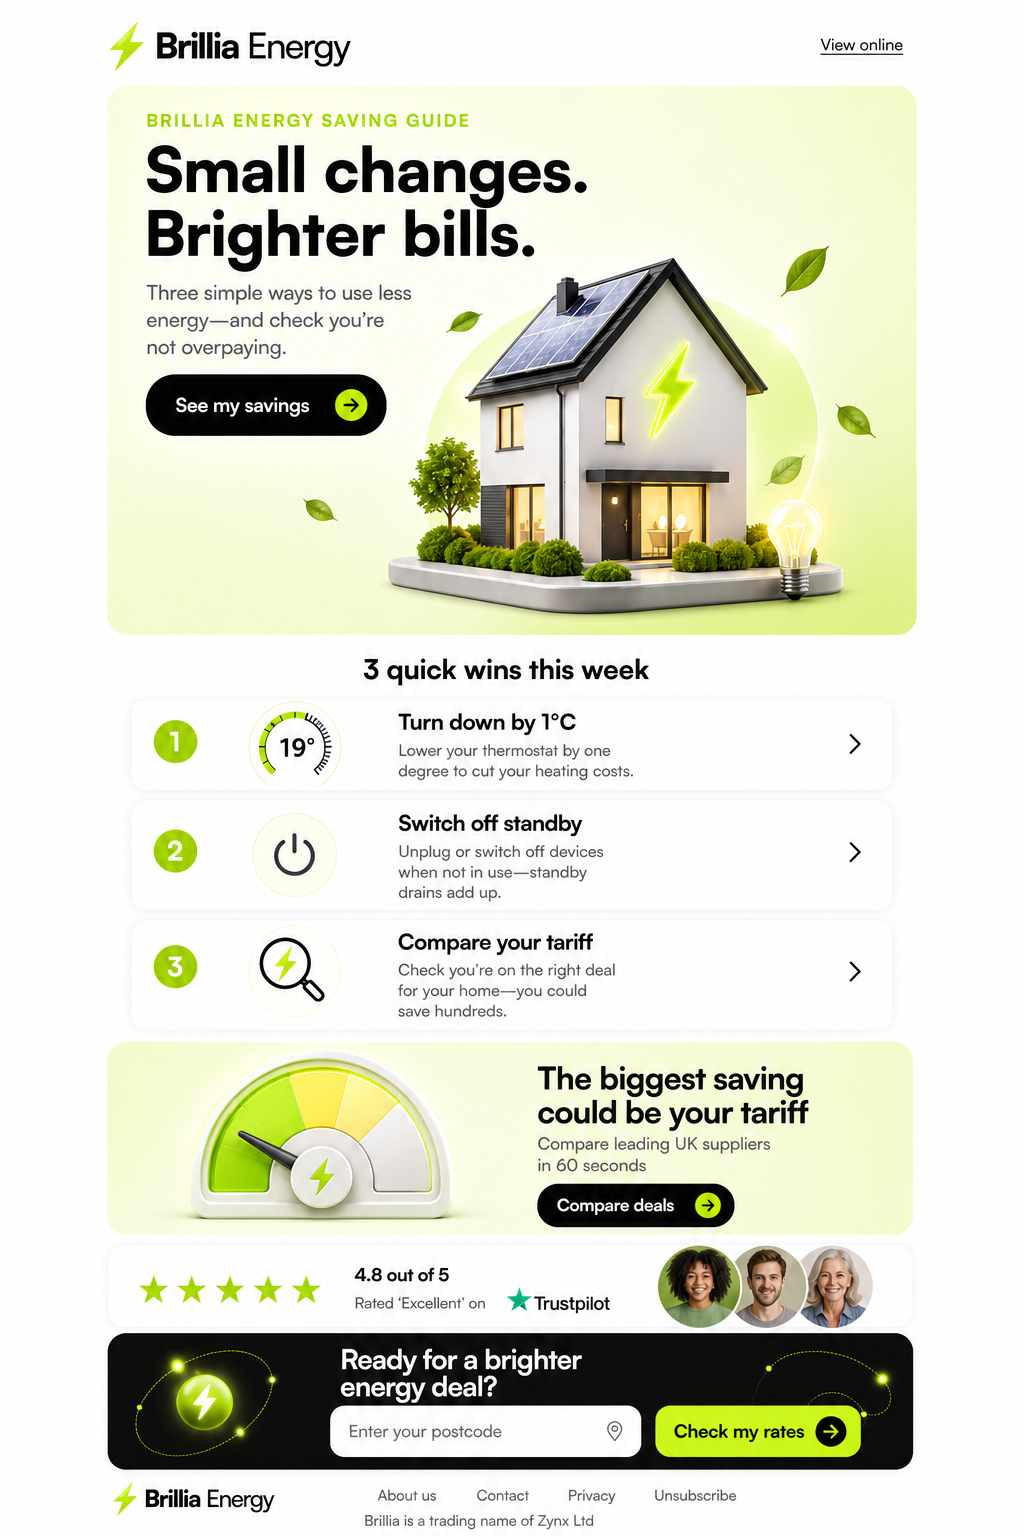 Brillia Energy
View online
BRILLIA ENERGY SAVING GUIDE
Small changes.
Brighter bills.
Three simple ways to use less
energy—and check you’re
not overpaying.
See my savings
3 quick wins this week
1
19°
Turn down by 1°C
Lower your thermostat by one
degree to cut your heating costs.
2
Switch off standby
Unplug or switch off devices
when not in use—standby
drains add up.
3
Compare your tariff
Check you’re on the right deal
for your home—you could
save hundreds.
The biggest saving
could be your tariff
Compare leading UK suppliers
in 60 seconds
Compare deals
4.8 out of 5
Rated ‘Excellent’ on
Trustpilot
Ready for a brighter
energy deal?
Enter your postcode
Check my rates
Brillia Energy
About us
Contact
Privacy
Unsubscribe
Brillia is a trading name of Zynx Ltd